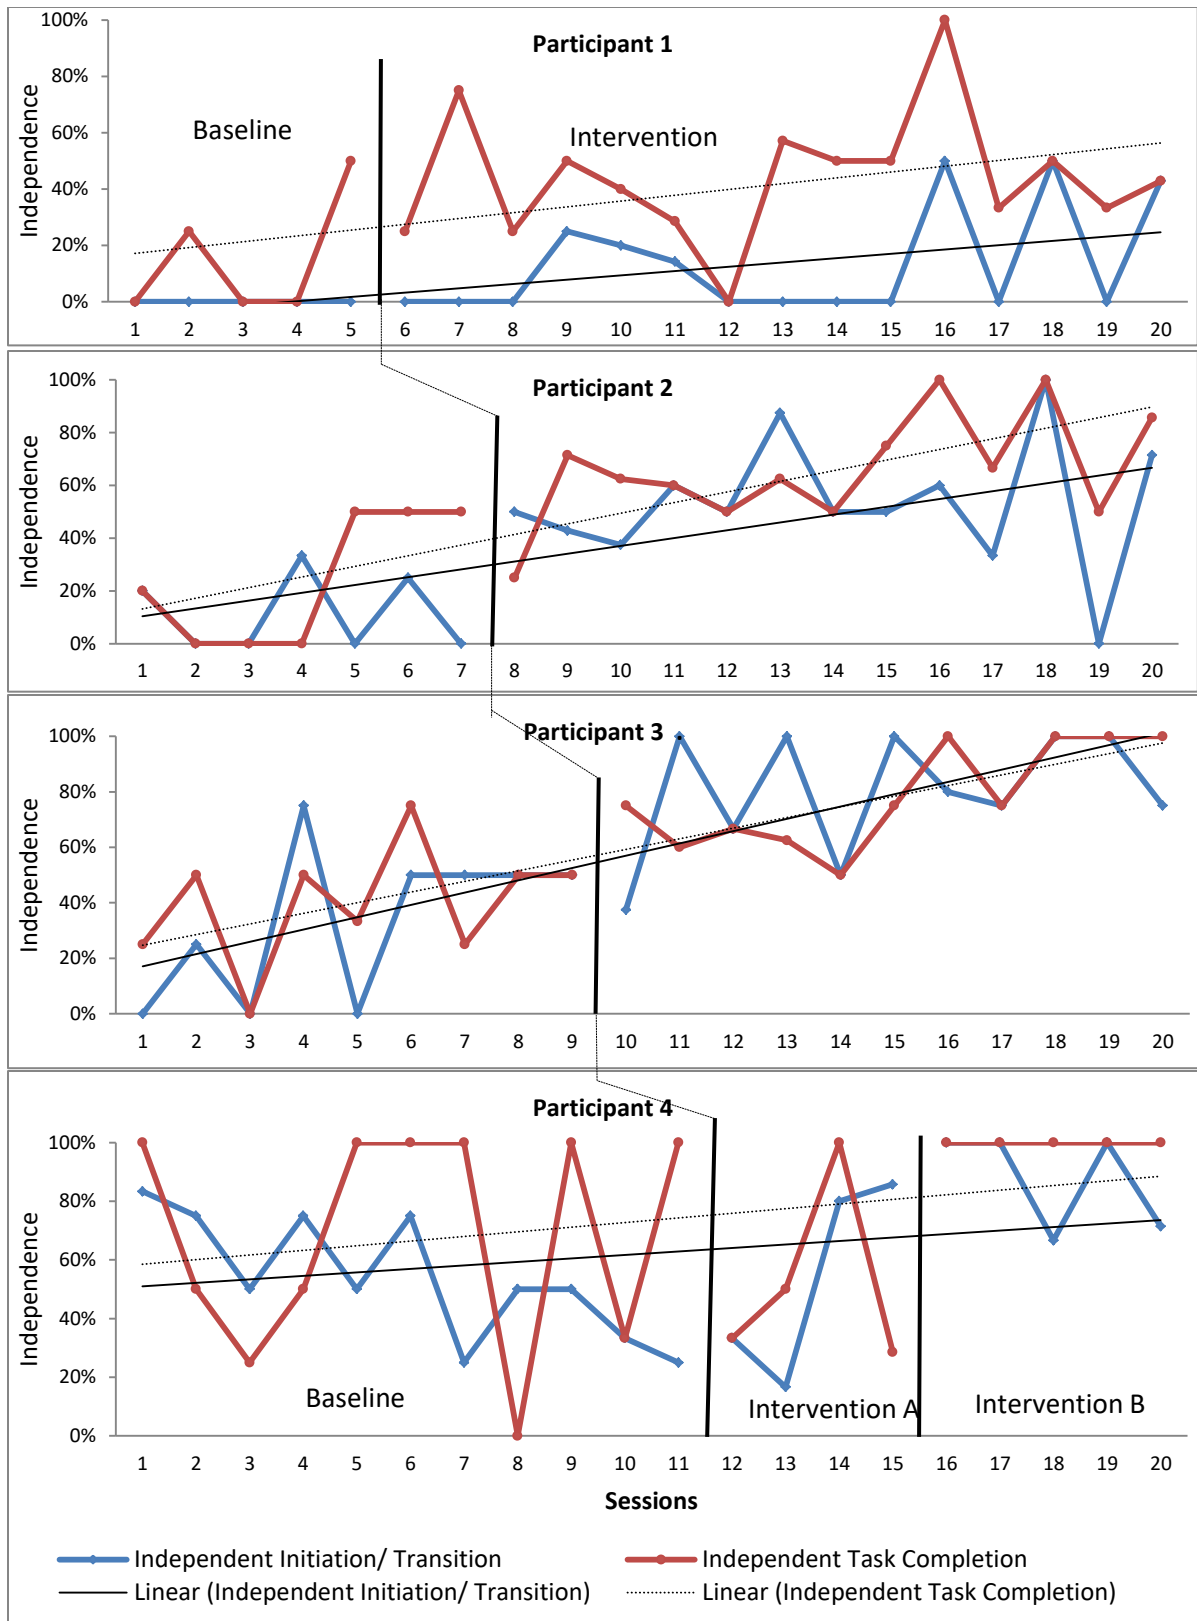 Participant 1
100%
80%
60%
40%
20%
0%
Independence
Baseline
Intervention
1 2 3 4 5 6 7 8 9 10 11 12 13 14 15 16 17 18 19 20
Participant 2
100%
80%
60%
40%
20%
0%
Independence
1 2 3 4 5 6 7 8 9 10 11 12 13 14 15 16 17 18 19 20
Participant 3
100%
80%
60%
40%
20%
0%
Independence
1 2 3 4 5 6 7 8 9 10 11 12 13 14 15 16 17 18 19 20
Participant 4
100%
80%
60%
40%
20%
0%
Independence
Baseline
Intervention A
Intervention B
1 2 3 4 5 6 7 8 9 10 11 12 13 14 15 16 17 18 19 20
Sessions
Independent Initiation/ Transition
Independent Task Completion
Linear (Independent Initiation/ Transition)
Linear (Independent Task Completion)